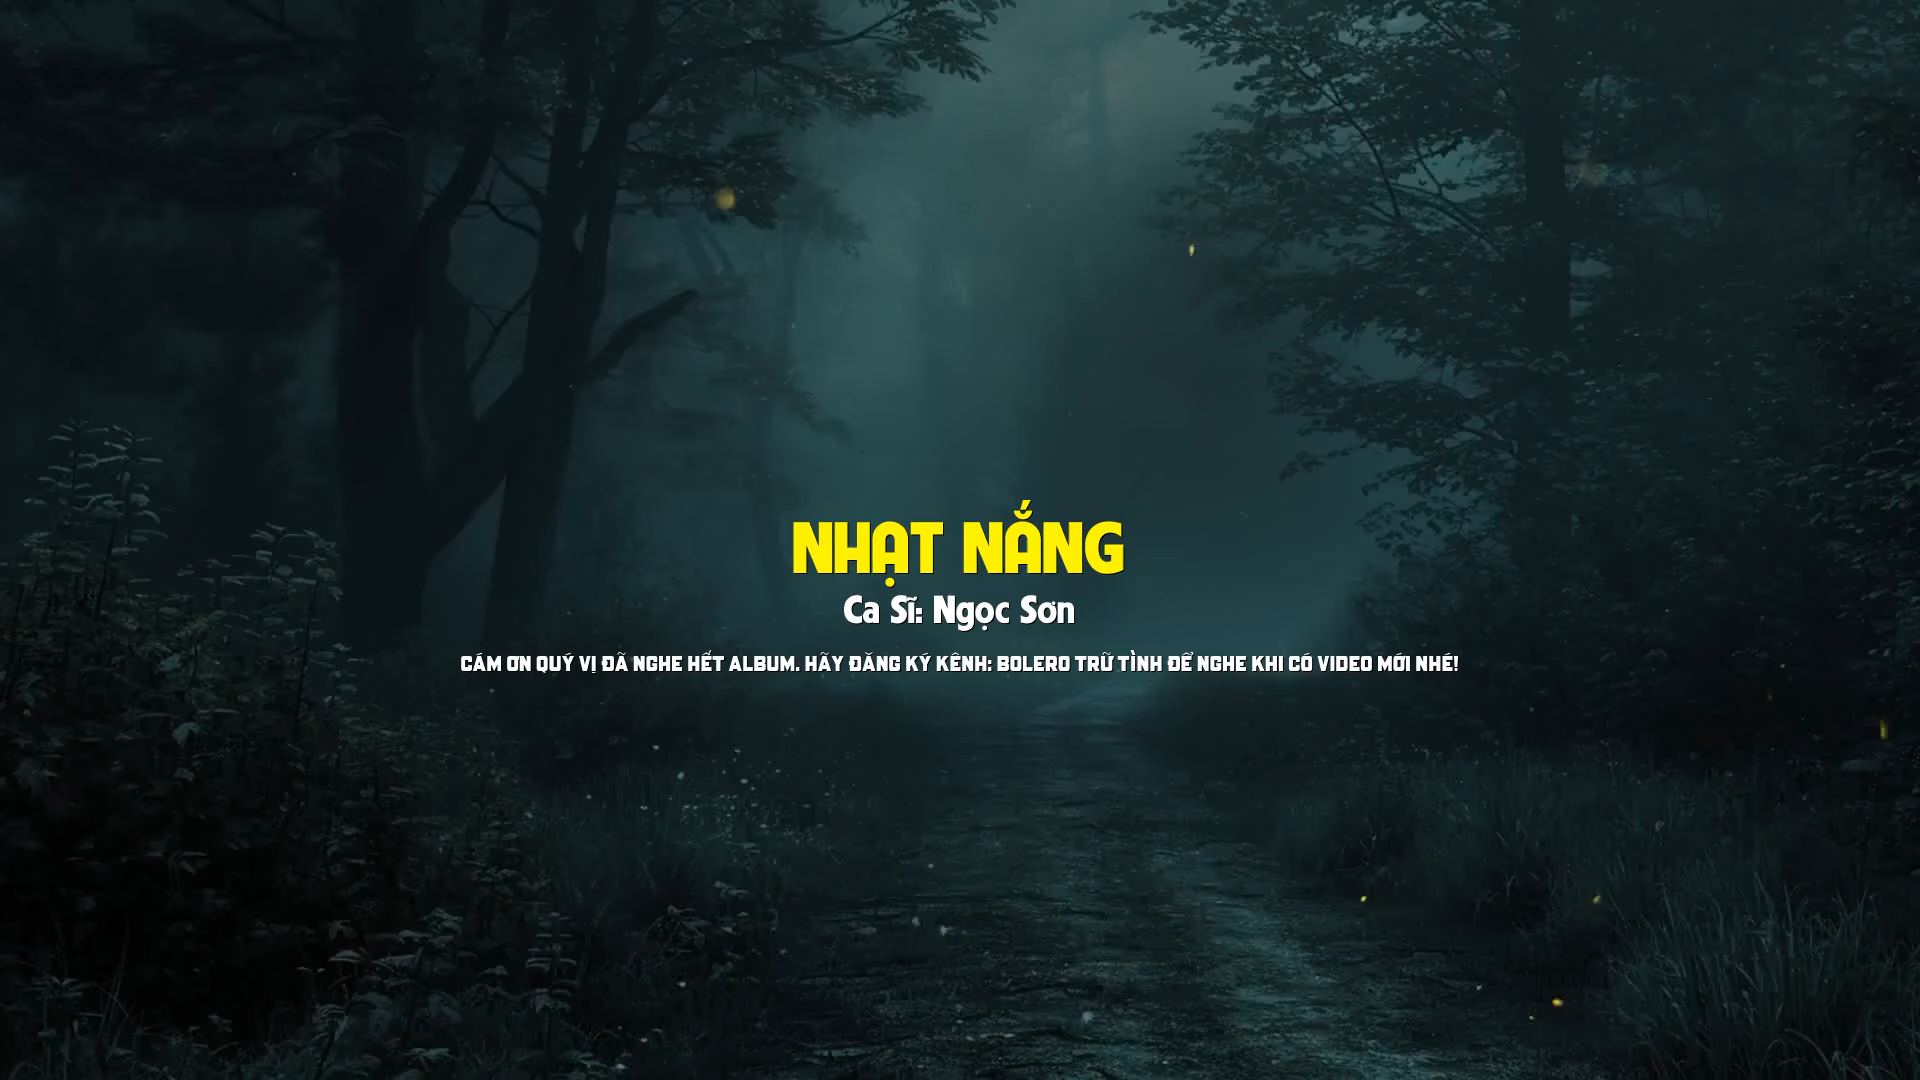 NHẠT NẮNG
Ca Sĩ: Ngọc Sơn
CÁM ƠN QUÝ VỊ ĐÃ NGHE HẾT ALBUM. HÃY ĐĂNG KÝ KÊNH: BOLERO TRỮ TÌNH ĐỂ NGHE KHI CÓ VIDEO MỚI NHÉ!